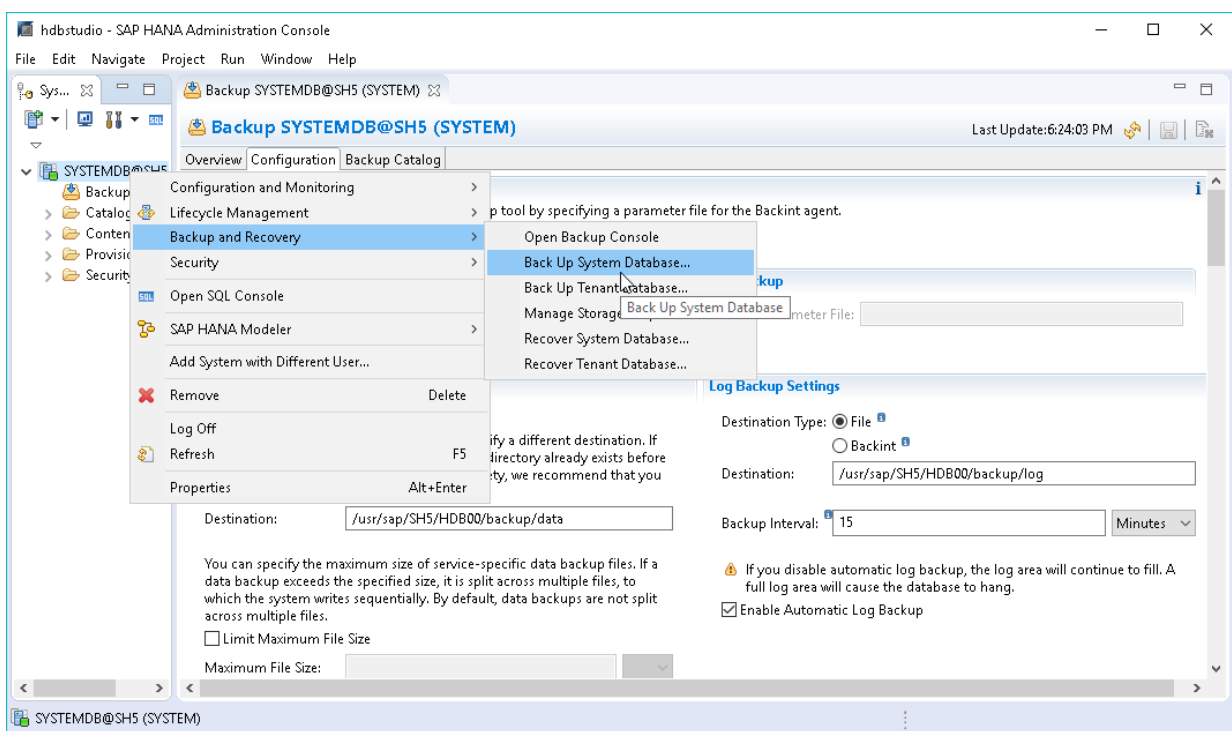 hdbstudio - SAP HANA Administration Console
File Edit Navigate Project Run Window Help
Sys...
Backup SYSTEMDB@SH5 (SYSTEM)
Backup SYSTEMDB@SH5 (SYSTEM)
Last Update:6:24:03 PM
Overview Configuration Backup Catalog
SYSTEMDB@SH5
Backup
Catalog
Conten
Provisio
Security
Configuration and Monitoring
Lifecycle Management
Backup and Recovery
Security
Open SQL Console
SAP HANA Modeler
Add System with Different User...
Remove Delete
Log Off
Refresh F5
Properties Alt+Enter
p tool by specifying a parameter file for the Backint agent.
Open Backup Console
Back Up System Database...
Back Up Tenant Database...
Manage Storage
Recover System Database...
Recover Tenant Database...
Back Up System Database
kup
meter File:
ify a different destination. If
directory already exists before
ety, we recommend that you
Destination: /usr/sap/SH5/HDB00/backup/data
You can specify the maximum size of service-specific data backup files. If a
data backup exceeds the specified size, it is split across multiple files, to
which the system writes sequentially. By default, data backups are not split
across multiple files.
Limit Maximum File Size
Maximum File Size:
Log Backup Settings
Destination Type: File
Backint
Destination: /usr/sap/SH5/HDB00/backup/log
Backup Interval: 15 Minutes
If you disable automatic log backup, the log area will continue to fill. A
full log area will cause the database to hang.
Enable Automatic Log Backup
SYSTEMDB@SH5 (SYSTEM)